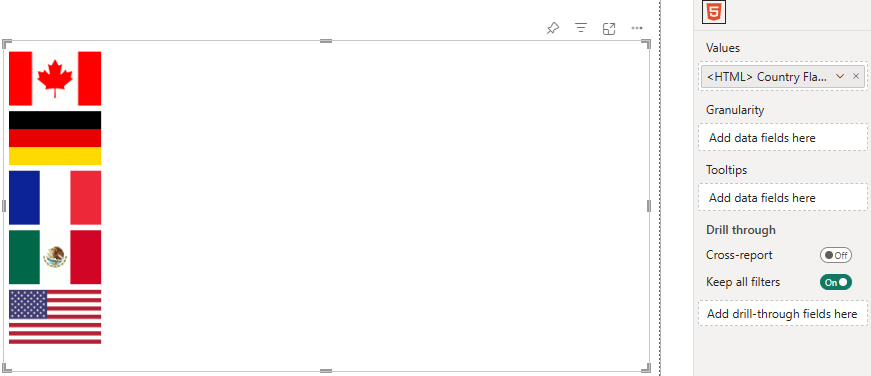 5
Values
<HTML> Country Fla...
Granularity
Add data fields here
Tooltips
Add data fields here
Drill through
Cross-report
Off
Keep all filters
On
Add drill-through fields here